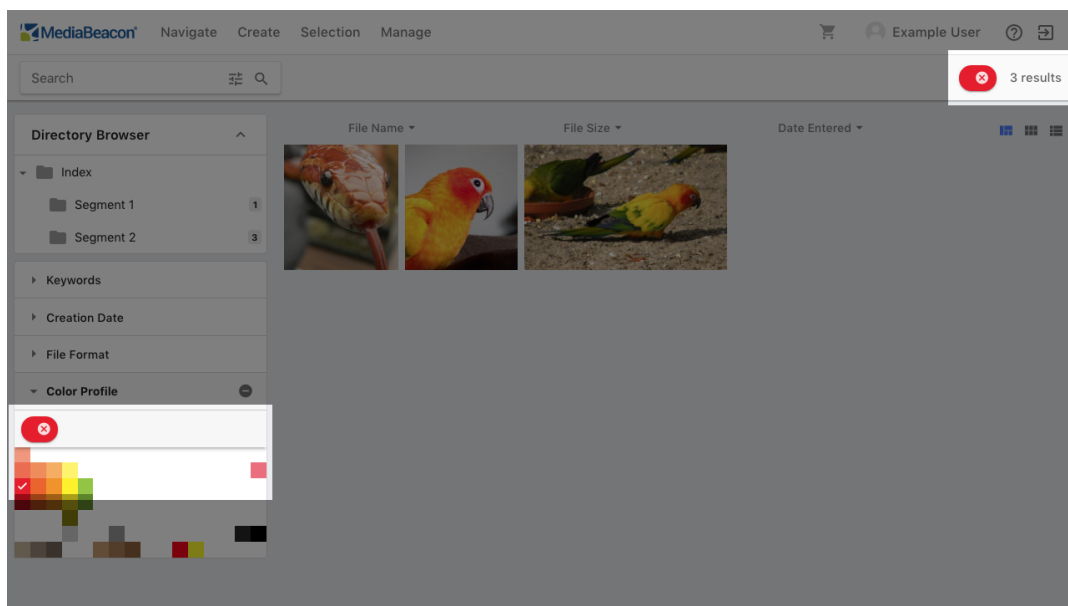 MediaBeacon® Navigate Create Selection Manage Example User
Search 3 results
Directory Browser File Name File Size Date Entered
Index
Segment 1 1
Segment 2 3
Keywords
Creation Date
File Format
Color Profile